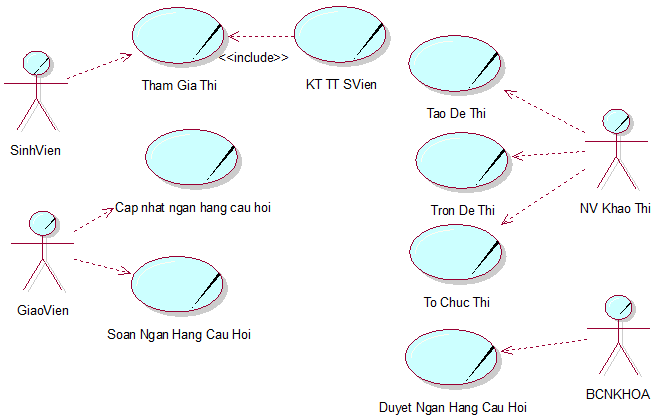 <<include>>
Tham Gia Thi
KT TT SVien
Tao De Thi
SinhVien
Cap nhat ngan hang cau hoi
Tron De Thi
NV Khao Thi
GiaoVien
Soan Ngan Hang Cau Hoi
To Chuc Thi
Duyet Ngan Hang Cau Hoi
BCNKHOA